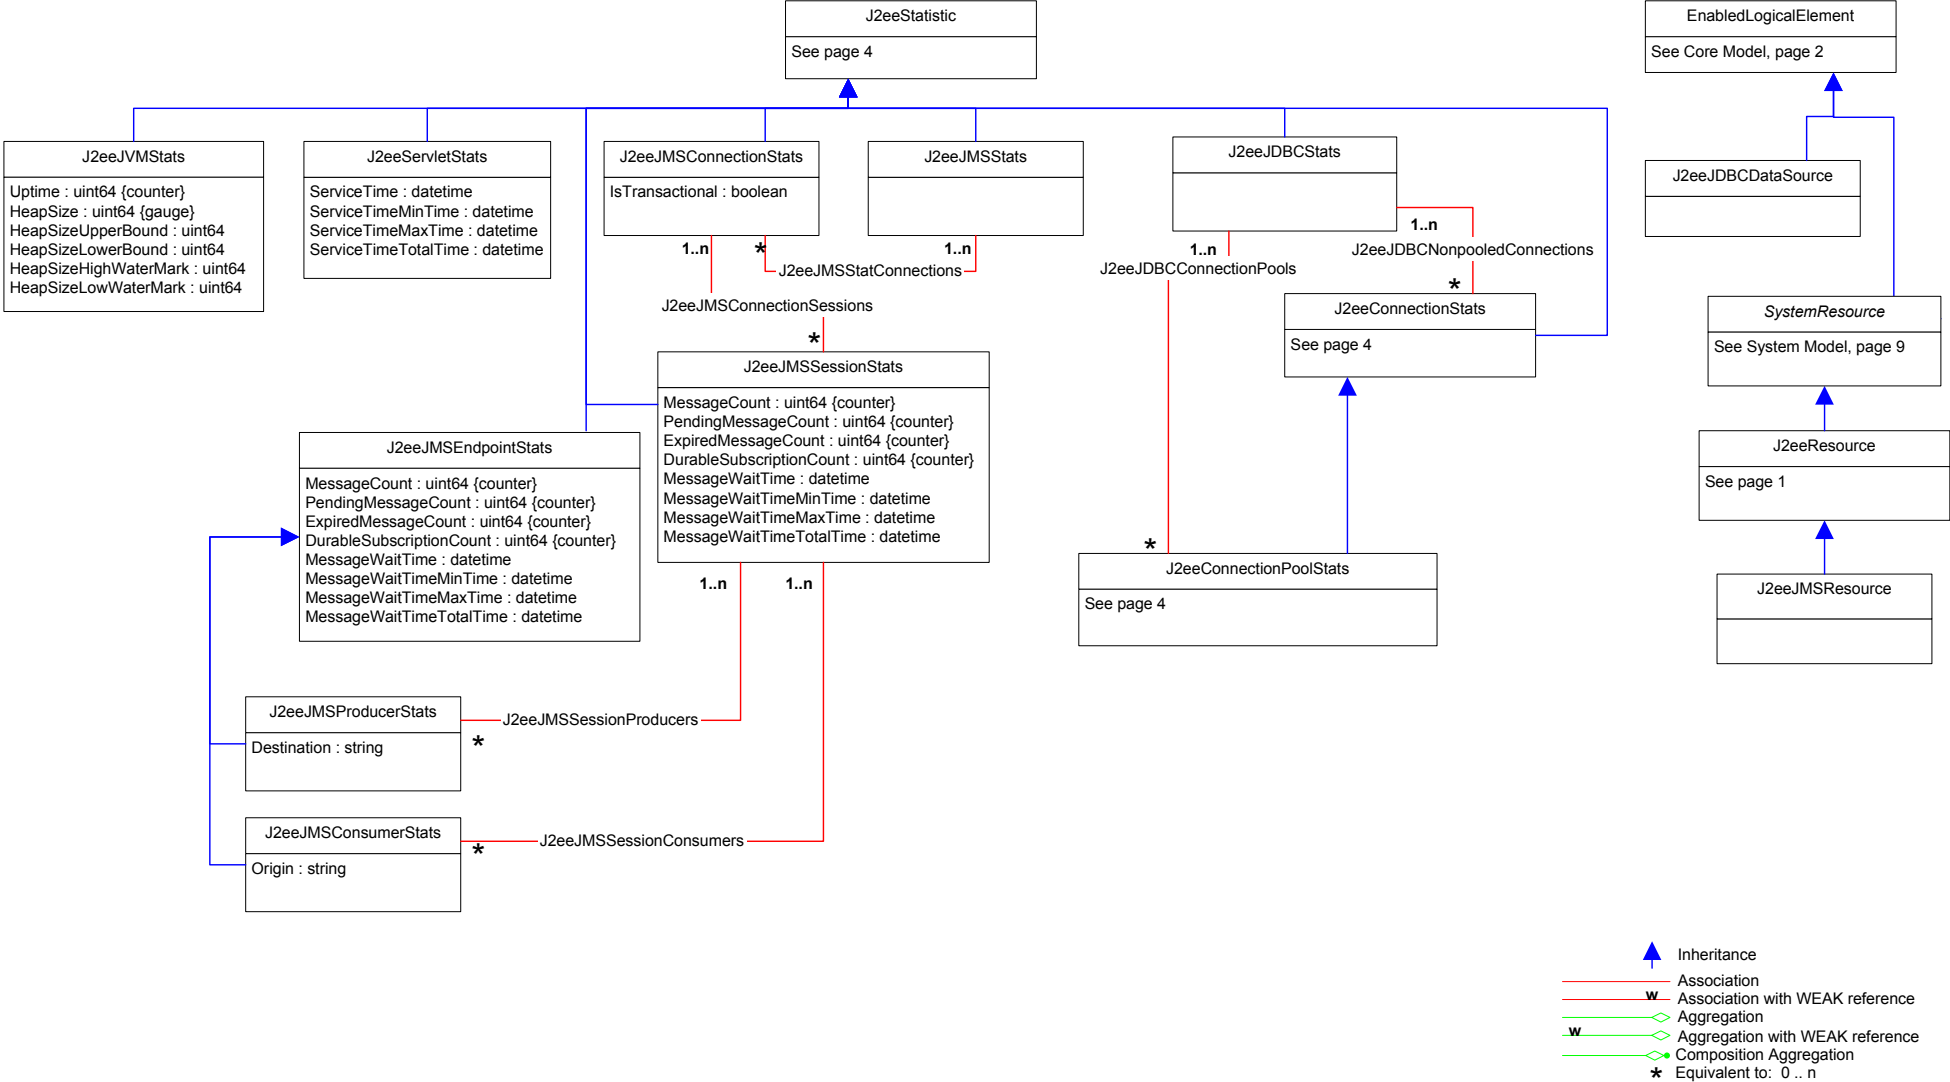 J2eeStatistic
See page 4
EnabledLogicalElement
See Core Model, page 2
J2eeJVMStats
Uptime : uint64 {counter}
HeapSize : uint64 {gauge}
HeapSizeUpperBound : uint64
HeapSizeLowerBound : uint64
HeapSizeHighWaterMark : uint64
HeapSizeLowWaterMark : uint64
J2eeServletStats
ServiceTime : datetime
ServiceTimeMinTime : datetime
ServiceTimeMaxTime : datetime
ServiceTimeTotalTime : datetime
J2eeJMSConnectionStats
IsTransactional : boolean
J2eeJMSStats
J2eeJDBCStats
J2eeJDBCDataSource
1..n
*
1..n
J2eeJMSStatConnections
J2eeJMSConnectionSessions
*
1..n
J2eeJDBCConnectionPools
1..n
J2eeJDBCNonpooledConnections
*
J2eeConnectionStats
See page 4
SystemResource
See System Model, page 9
J2eeJMSSessionStats
MessageCount : uint64 {counter}
PendingMessageCount : uint64 {counter}
ExpiredMessageCount : uint64 {counter}
DurableSubscriptionCount : uint64 {counter}
MessageWaitTime : datetime
MessageWaitTimeMinTime : datetime
MessageWaitTimeMaxTime : datetime
MessageWaitTimeTotalTime : datetime
J2eeJMSEndpointStats
MessageCount : uint64 {counter}
PendingMessageCount : uint64 {counter}
ExpiredMessageCount : uint64 {counter}
DurableSubscriptionCount : uint64 {counter}
MessageWaitTime : datetime
MessageWaitTimeMinTime : datetime
MessageWaitTimeMaxTime : datetime
MessageWaitTimeTotalTime : datetime
J2eeResource
See page 1
*
J2eeConnectionPoolStats
See page 4
J2eeJMSResource
1..n
1..n
J2eeJMSProducerStats
Destination : string
J2eeJMSSessionProducers
*
J2eeJMSConsumerStats
Origin : string
J2eeJMSSessionConsumers
*
Inheritance
Association
w Association with WEAK reference
Aggregation
w Aggregation with WEAK reference
Composition Aggregation
* Equivalent to: 0 .. n